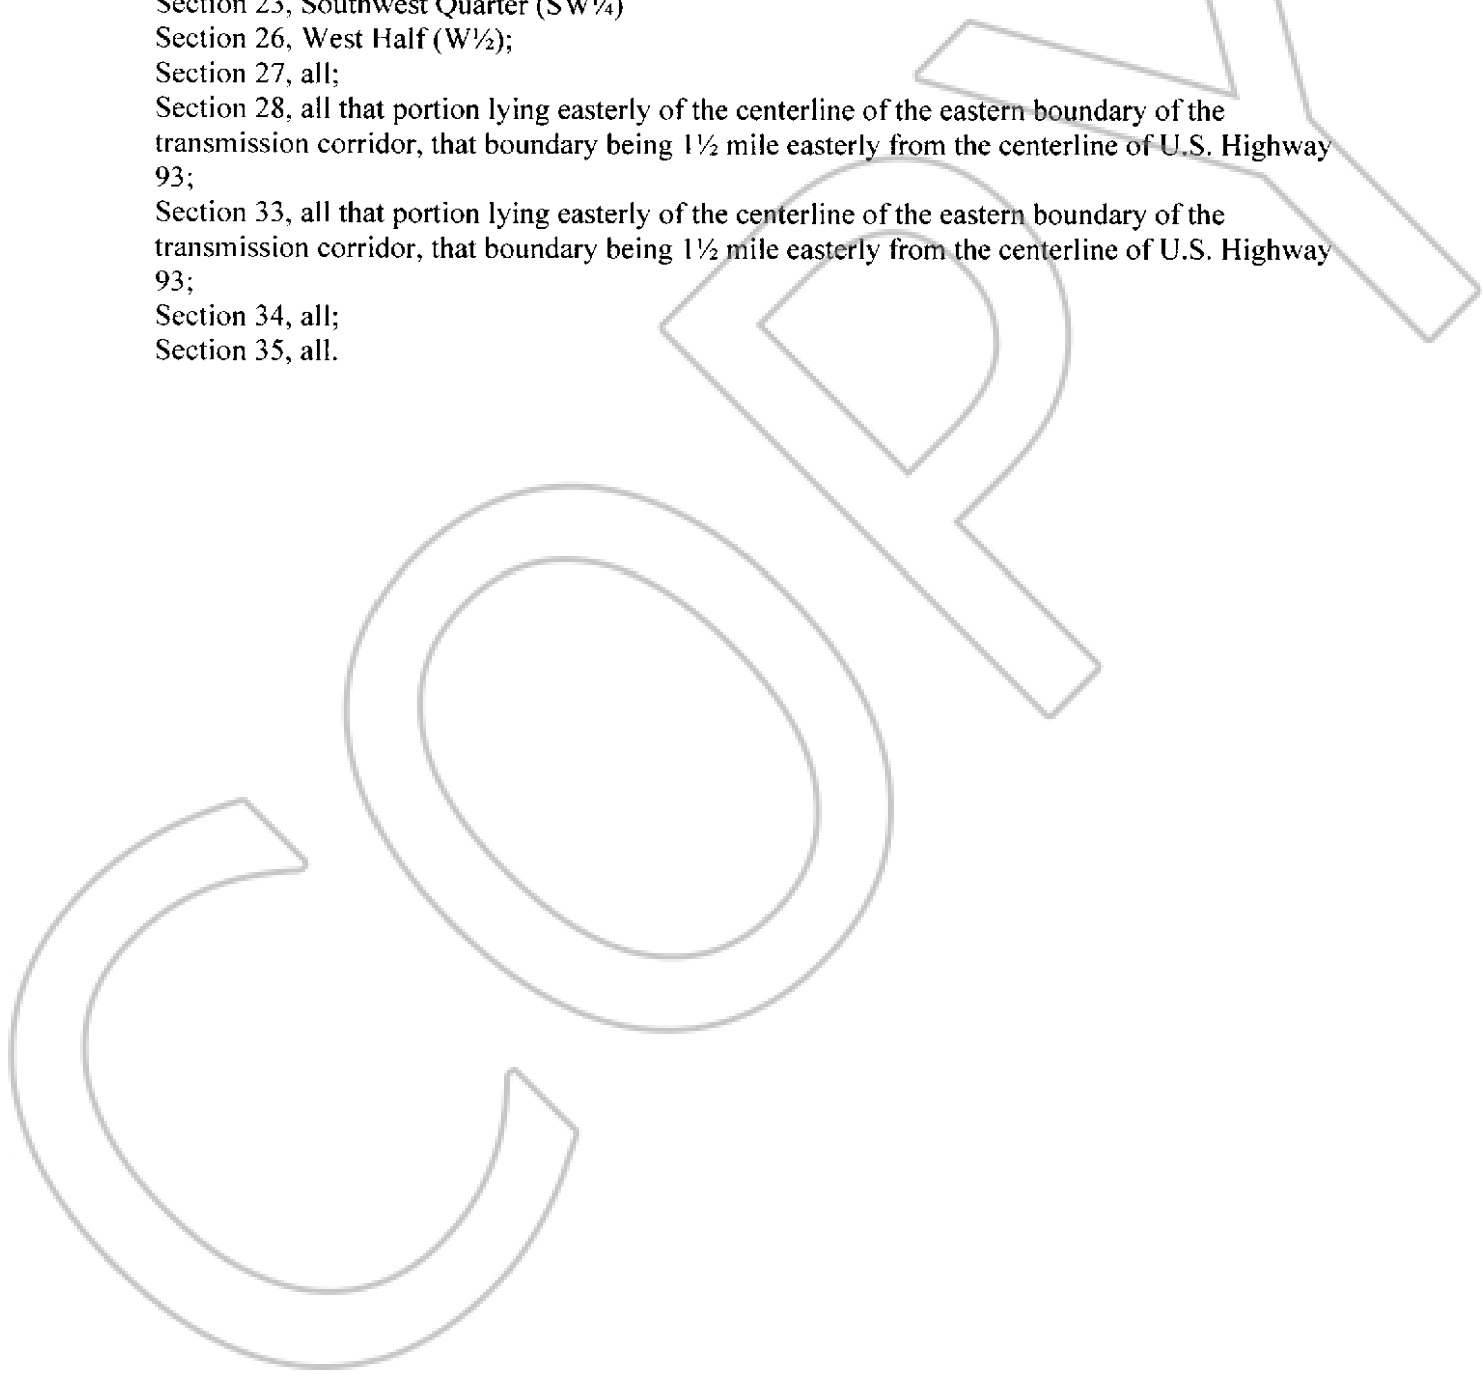 Section 23, Southwest Quarter (SW¼)
Section 26, West Half (W½);
Section 27, all;
Section 28, all that portion lying easterly of the centerline of the eastern boundary of the
transmission corridor, that boundary being 1½ mile easterly from the centerline of U.S. Highway
93;
Section 33, all that portion lying easterly of the centerline of the eastern boundary of the
transmission corridor, that boundary being 1½ mile easterly from the centerline of U.S. Highway
93;
Section 34, all;
Section 35, all.
COPY